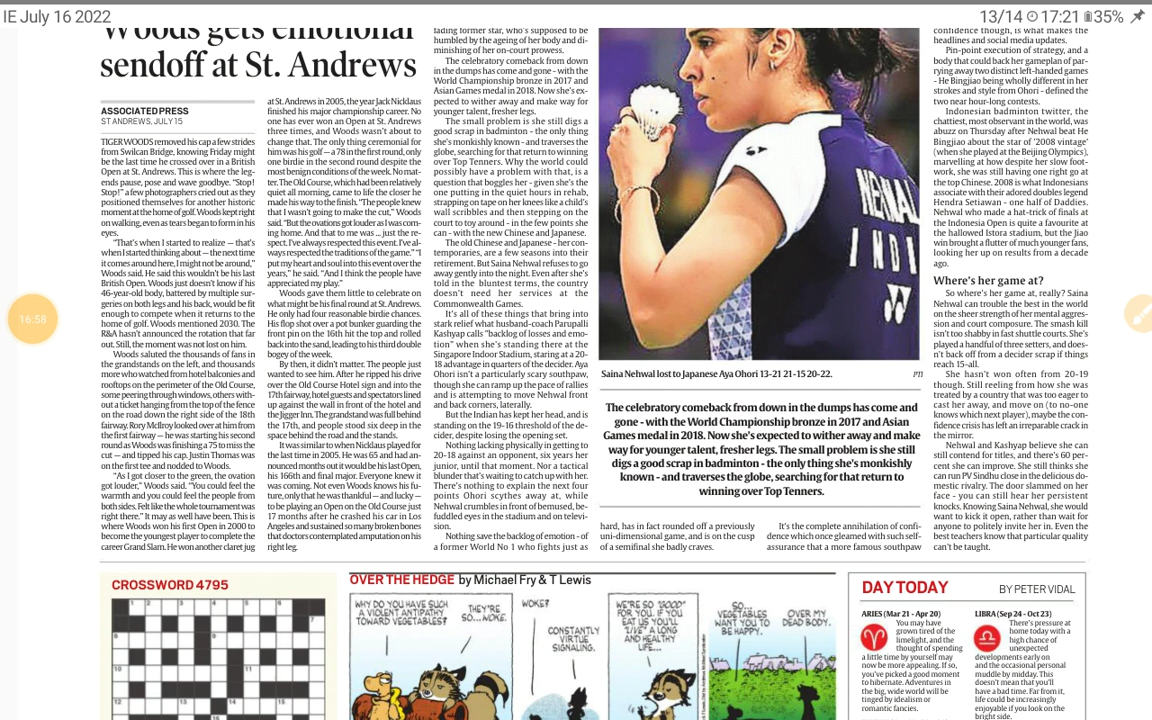 IE July 16 2022
13/14 17:21 35%
16:58
Woods gets emotional
sendoff at St. Andrews
ASSOCIATED PRESS
ST ANDREWS, JULY 15
TIGER WOODS removed his cap a few strides
from Swilcan Bridge, knowing Friday might
be the last time he crossed over in a British
Open at St. Andrews. This is where the leg-
ends pause, pose and wave goodbye. "Stop!
Stop!" a few photographers cried out as they
positioned themselves for another historic
moment at the home of golf. Woods kept right
on walking, even as tears began to form in his
eyes.
"That's when I started to realize — that's
when I started thinking about — the next time
it comes around here, I might not be around,"
Woods said. He said this wouldn't be his last
British Open. Woods just doesn't know if his
46-year-old body, battered by multiple sur-
geries on both legs and his back, would be fit
enough to compete when it returns to the
home of golf. Woods mentioned 2030. The
R&A hasn't announced the rotation that far
out. Still, the moment was not lost on him.
Woods saluted the thousands of fans in
the grandstands on the left, and thousands
more who watched from hotel balconies and
rooftops on the perimeter of the Old Course,
some peering through windows, others with-
out a ticket hanging from the top of the fence
on the road down the right side of the 18th
fairway. Rory McIlroy looked over at him from
the first fairway — he was starting his second
round as Woods was finishing a 75 to miss the
cut — and tipped his cap. Justin Thomas was
on the first tee and nodded to Woods.
"As I got closer to the green, the ovation
got louder," Woods said. "You could feel the
warmth and you could feel the people from
both sides. Felt like the whole tournament was
right there." It may as well have been. This is
where Woods won his first Open in 2000 to
become the youngest player to complete the
career Grand Slam. He won another claret jug
at St. Andrews in 2005, the year Jack Nicklaus
finished his major championship career. No
one has ever won an Open at St. Andrews
three times, and Woods wasn't about to
change that. The only thing ceremonial for
him was his golf — a 78 in the first round, only
one birdie in the second round despite the
most benign conditions of the week. No mat-
ter. The Old Course, which had been relatively
quiet all morning, came to life the closer he
made his way to the finish. "The people knew
that I wasn't going to make the cut," Woods
said. "But the ovations got louder as I was com-
ing home. And that to me was ... just the re-
spect. I've always respected this event. I've al-
ways respected the traditions of the game." "I
put my heart and soul into this event over the
years," he said. "And I think the people have
appreciated my play."
Woods gave them little to celebrate on
what might be his final round at St. Andrews.
He only had four reasonable birdie chances.
His flop shot over a pot bunker guarding the
front pin on the 16th hit the top and rolled
back into the sand, leading to his third double
bogey of the week.
By then, it didn't matter. The people just
wanted to see him. After he ripped his drive
over the Old Course Hotel sign and into the
17th fairway, hotel guests and spectators lined
up against the wall in front of the hotel and
the Jigger Inn. The grandstand was full behind
the 17th, and people stood six deep in the
space behind the road and the stands.
It was similar to when Nicklaus played for
the last time in 2005. He was 65 and had an-
nounced months out it would be his last Open,
his 166th and final major. Everyone knew it
was coming. Not even Woods knows his fu-
ture, only that he was thankful — and lucky —
to be playing an Open on the Old Course just
17 months after he crashed his car in Los
Angeles and sustained so many broken bones
that doctors contemplated amputation on his
right leg.
fading former star, who's supposed to be
humbled by the ageing of her body and di-
minishing of her on-court prowess.
The celebratory comeback from down
in the dumps has come and gone - with the
World Championship bronze in 2017 and
Asian Games medal in 2018. Now she's ex-
pected to wither away and make way for
younger talent, fresher legs.
The small problem is she still digs a
good scrap in badminton - the only thing
she's monkishly known - and traverses the
globe, searching for that return to winning
over Top Tenners. Why the world could
possibly have a problem with that, is a
question that boggles her - given she's the
one putting in the quiet hours in rehab,
strapping on tape on her knees like a child's
wall scribbles and then stepping on the
court to toy around - in the few points she
can - with the new Chinese and Japanese.
The old Chinese and Japanese - her con-
temporaries, are a few seasons into their
retirement. But Saina Nehwal refuses to go
away gently into the night. Even after she's
told in the bluntest terms, the country
doesn't need her services at the
Commonwealth Games.
It's all of these things that bring into
stark relief what husband-coach Parupalli
Kashyap calls "backlog of losses and emo-
tion" when she's standing there at the
Singapore Indoor Stadium, staring at a 20-
18 advantage in quarters of the decider. Aya
Ohori isn't a particularly scary southpaw,
though she can ramp up the pace of rallies
and is attempting to move Nehwal front
and back corners, laterally.
But the Indian has kept her head, and is
standing on the 19-16 threshold of the de-
cider, despite losing the opening set.
Nothing lacking physically in getting to
20-18 against an opponent, six years her
junior, until that moment. Nor a tactical
blunder that's waiting to catch up with her.
There's nothing to explain the next four
points Ohori scythes away at, while
Nehwal crumbles in front of bemused, be-
fuddled eyes in the stadium and on televi-
sion.
Nothing save the backlog of emotion - of
a former World No 1 who fights just as
NEHWAL
INDI
Saina Nehwal lost to Japanese Aya Ohori 13-21 21-15 20-22. PTI
The celebratory comeback from down in the dumps has come and
gone - with the World Championship bronze in 2017 and Asian
Games medal in 2018. Now she's expected to wither away and make
way for younger talent, fresher legs. The small problem is she still
digs a good scrap in badminton - the only thing she's monkishly
known - and traverses the globe, searching for that return to
winning over Top Tenners.
hard, has in fact rounded off a previously
uni-dimensional game, and is on the cusp
of a semifinal she badly craves.
It's the complete annihilation of confi-
dence which once gleamed with such self-
assurance that a more famous southpaw
confidence though, is what makes the
headlines and social media updates.
Pin-point execution of strategy, and a
body that could back her gameplan of par-
rying away two distinct left-handed games
- He Bingjiao being wholly different in her
strokes and style from Ohori - defined the
two near hour-long contests.
Indonesian badminton twitter, the
chattiest, most observant in the world, was
abuzz on Thursday after Nehwal beat He
Bingjiao about the star of '2008 vintage'
(when she played at the Beijing Olympics),
marvelling at how despite her slow foot-
work, she was still having one right go at
the top Chinese. 2008 is what Indonesians
associate with their adored doubles legend
Hendra Setiawan - one half of Daddies.
Nehwal who made a hat-trick of finals at
the Indonesia Open is quite a favourite at
the hallowed Istora stadium, but the Jiao
win brought a flutter of much younger fans,
looking her up on results from a decade
ago.
Where's her game at?
So where's her game at, really? Saina
Nehwal can trouble the best in the world
on the sheer strength of her mental aggres-
sion and court composure. The smash kill
isn't too shabby in fast shuttle courts. She's
played a handful of three setters, and does-
n't back off from a decider scrap if things
reach 15-all.
She hasn't won often from 20-19
though. Still reeling from how she was
treated by a country that was too eager to
cast her away, and move on (to no-one
knows which next player), maybe the con-
fidence crisis has left an irreparable crack in
the mirror.
Nehwal and Kashyap believe she can
still contend for titles, and there's 60 per-
cent she can improve. She still thinks she
can run PV Sindhu close in the delicious do-
mestic rivalry. The door slammed on her
face - you can still hear her persistent
knocks. Knowing Saina Nehwal, she would
want to kick it open, rather than wait for
anyone to politely invite her in. Even the
best teachers know that particular quality
can't be taught.
CROSSWORD 4795
1 2 3 4 5 6
7
8 9
10 11
12 13 14 15
OVER THE HEDGE by Michael Fry & T Lewis
WHY DO YOU HAVE SUCH
A VIOLENT ANTIPATHY
TOWARD VEGETABLES?
THEY'RE
SO...WOKE.
WOKE?
CONSTANTLY
VIRTUE
SIGNALING.
WE'RE SO "GOOD"
FOR YOU. IF YOU
EAT US YOU'LL
"LIVE" A LONG
AND HEALTHY
LIFE...
SO...
VEGETABLES
WANT YOU TO
BE HAPPY.
OVER MY
DEAD BODY.
DAY TODAY
BY PETER VIDAL
ARIES (Mar 21 - Apr 20)
You may have
grown tired of the
limelight, and the
thought of spending
a little time by yourself may
now be more appealing. If so,
you've picked a good moment
to hibernate. Adventures in
the big, wide world will be
tinged by idealism or
romantic fancies.
LIBRA (Sep 24 - Oct 23)
There's pressure at
home today with a
high chance of
unexpected
developments early on
and the occasional personal
muddle by midday. This
doesn't mean that you'll
have a bad time. Far from it,
life could be increasingly
enjoyable if you look on the
bright side.